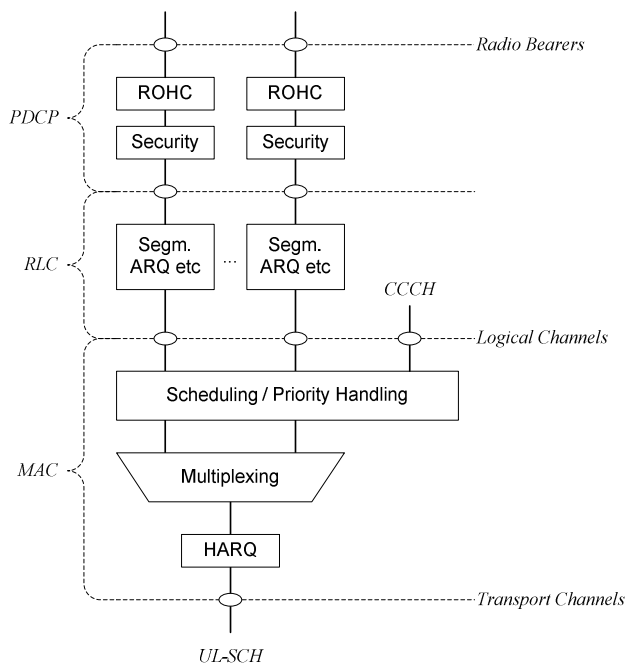 Radio Bearers
ROHC
ROHC
PDCP
Security
Security
Segm.
ARQ etc
...
Segm.
ARQ etc
RLC
CCCH
Logical Channels
Scheduling / Priority Handling
MAC
Multiplexing
HARQ
Transport Channels
UL-SCH